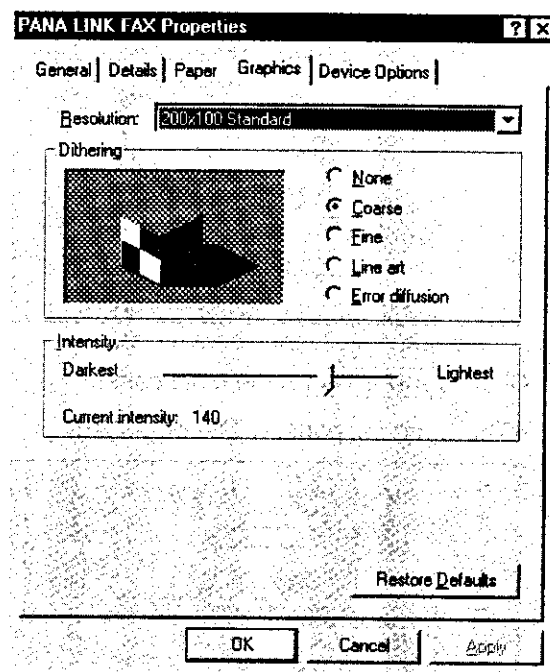 PANA LINK FAX Properties ? X
General Details Paper Graphics Device Options
Resolution: 200x100 Standard
Dithering
None
Coarse
Fine
Line art
Error diffusion
Intensity
Darkest Lightest
Current intensity: 140
Restore Defaults
OK Cancel Apply